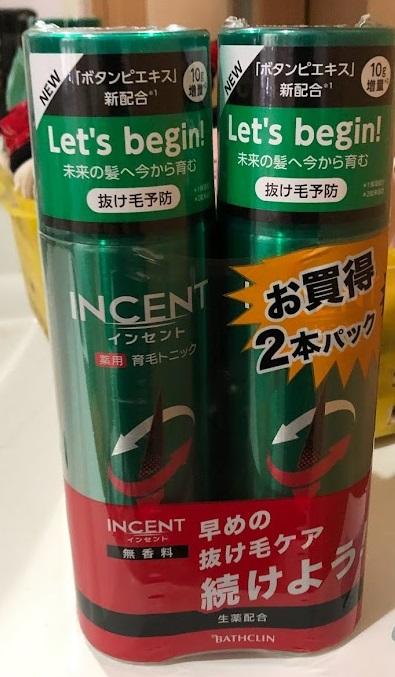 NEW
「ボタンピエキス」
新配合※1
10g
増量※2
Let's begin!
未来の髪へ今から育む
抜け毛予防
INCENT
インセント
薬用 育毛トニック
NEW
「ボタンピエキス」
新配合※1
10g
増量※2
Let's begin!
未来の髪へ今から育む
抜け毛予防
お買得
2本パック
INCENT
インセント
無香料
早めの
抜け毛ケア
続けよう
生薬配合
BATHCLIN